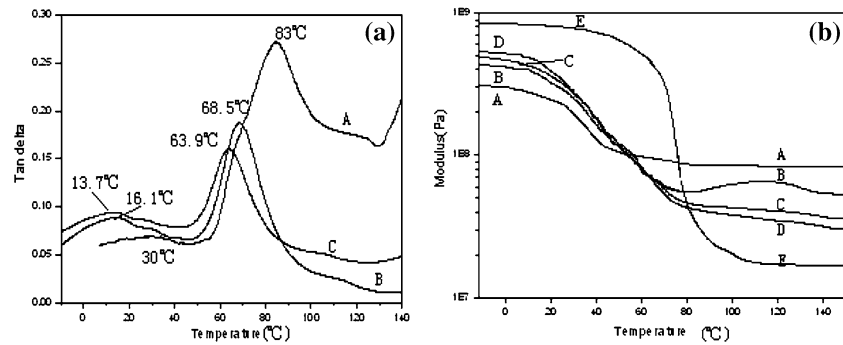 (a)
83℃
0.30
0.25
0.20
0.15
0.10
0.05
0.00
Tan delta
68.5℃
63.9℃
13.7℃
16.1℃
30℃
A
C
B
0 20 40 60 80 100 120 140
Temperature(℃)
(b)
1E9
1E8
1E7
Modulus(Pa)
E
D
C
B
A
A
B
C
D
E
0 20 40 60 80 100 120 140
Temperature (℃)